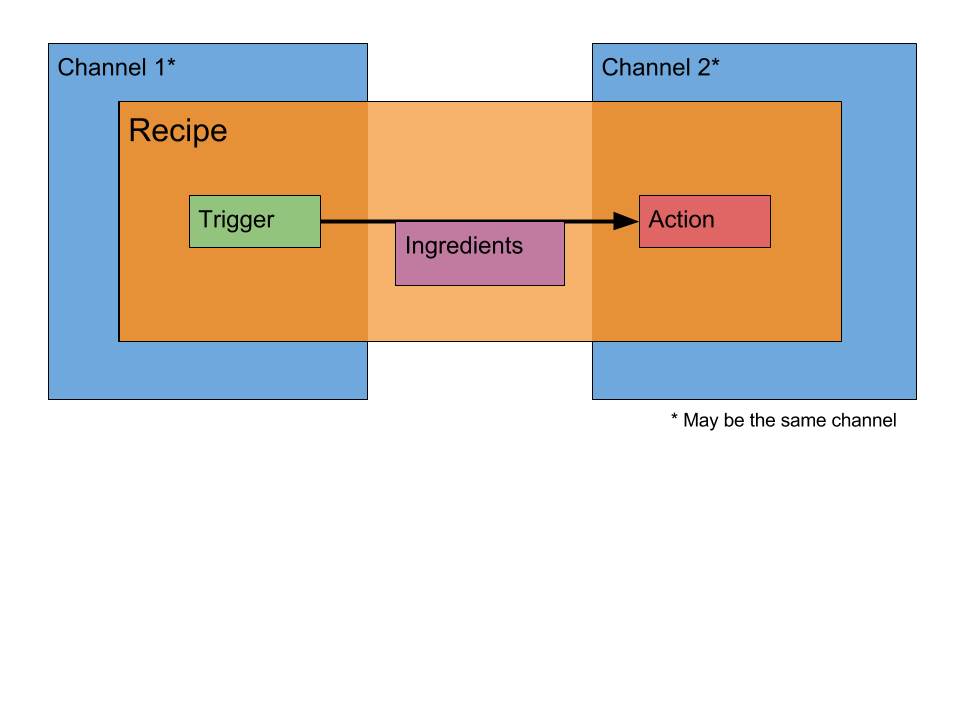 Channel 1*
Channel 2*
Recipe
Trigger
Action
Ingredients
* May be the same channel